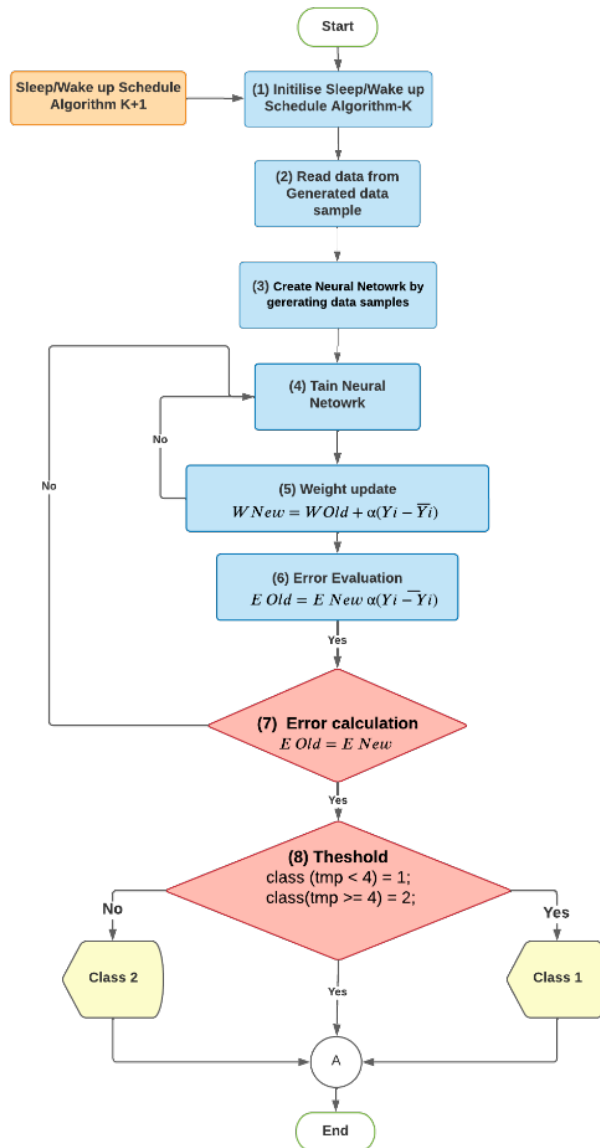 Start
Sleep/Wake up Schedule
Algorithm K+1
(1) Initilise Sleep/Wake up
Schedule Algorithm-K
(2) Read data from
Generated data
sample
(3) Create Neural Netowrk by
gererating data samples
(4) Tain Neural
Netowrk
No
No
(5) Weight update
W New = W Old + α(Yi − Y̅i)
(6) Error Evaluation
E Old = E New α(Yi − Y̅i)
Yes
(7) Error calculation
E Old = E New
Yes
(8) Theshold
class (tmp < 4) = 1;
class(tmp >= 4) = 2;
No
Yes
Class 2
Class 1
Yes
A
End